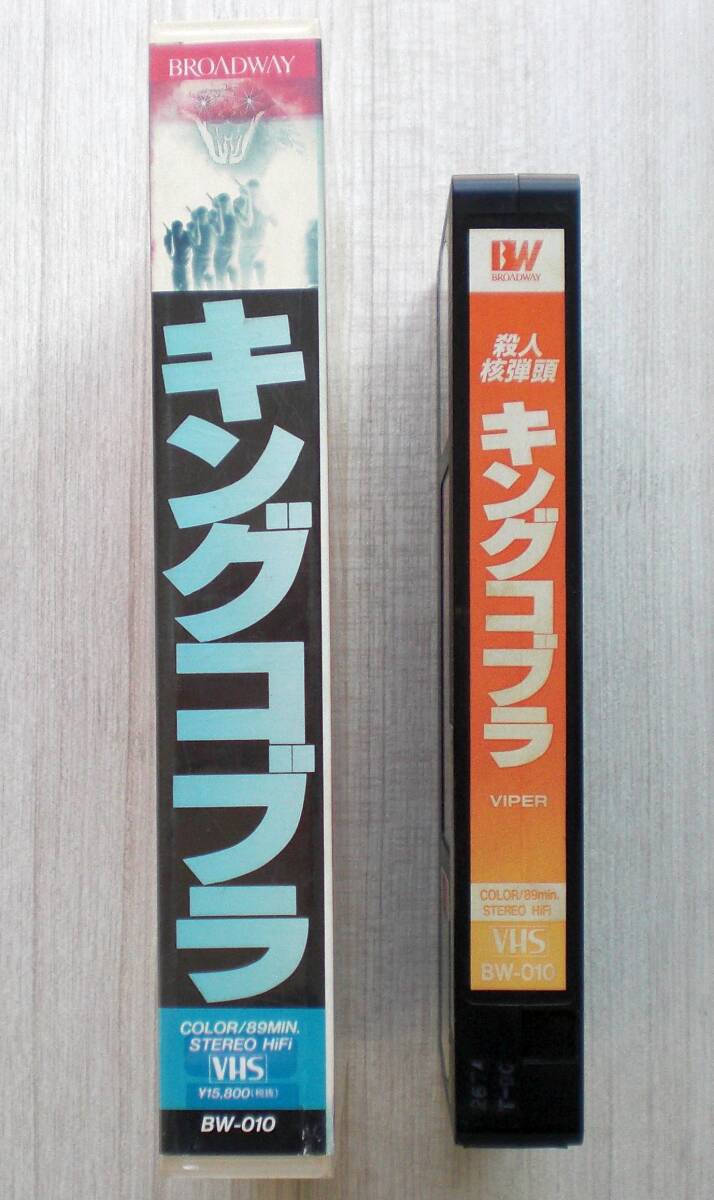 BROADWAY
キングコブラ
COLOR/89MIN.
STEREO HiFi
VHS
¥15,800(税抜)
BW-010
BW
BROADWAY
殺人
核弾頭
キングコブラ
VIPER
COLOR/89min.
STEREO HiFi
VHS
BW-010